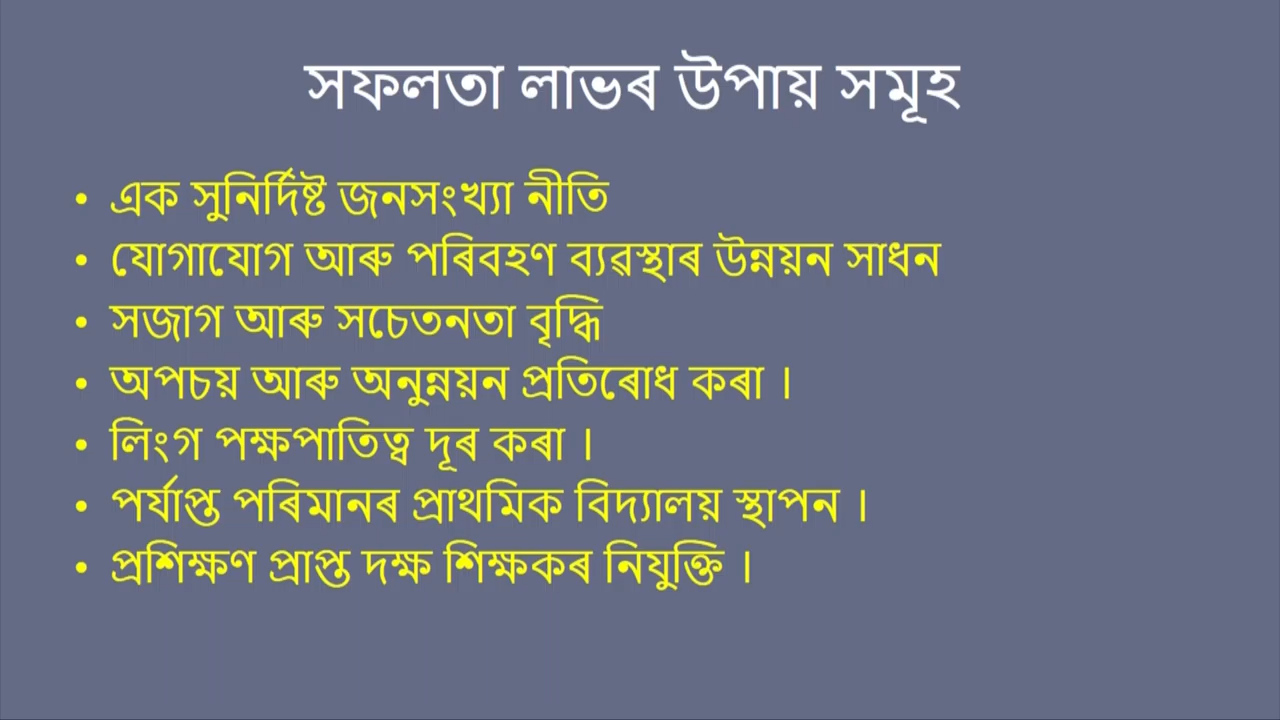 সফলতা লাভৰ উপায় সমূহ
• এক সুনিৰ্দিষ্ট জনসংখ্যা নীতি
• যোগাযোগ আৰু পৰিবহণ ব্যৱস্থাৰ উন্নয়ন সাধন
• সজাগ আৰু সচেতনতা বৃদ্ধি
• অপচয় আৰু অনুন্নয়ন প্ৰতিৰোধ কৰা ।
• লিংগ পক্ষপাতিত্ব দূৰ কৰা ।
• পৰ্যাপ্ত পৰিমানৰ প্ৰাথমিক বিদ্যালয় স্থাপন ।
• প্ৰশিক্ষণ প্ৰাপ্ত দক্ষ শিক্ষকৰ নিযুক্তি ।